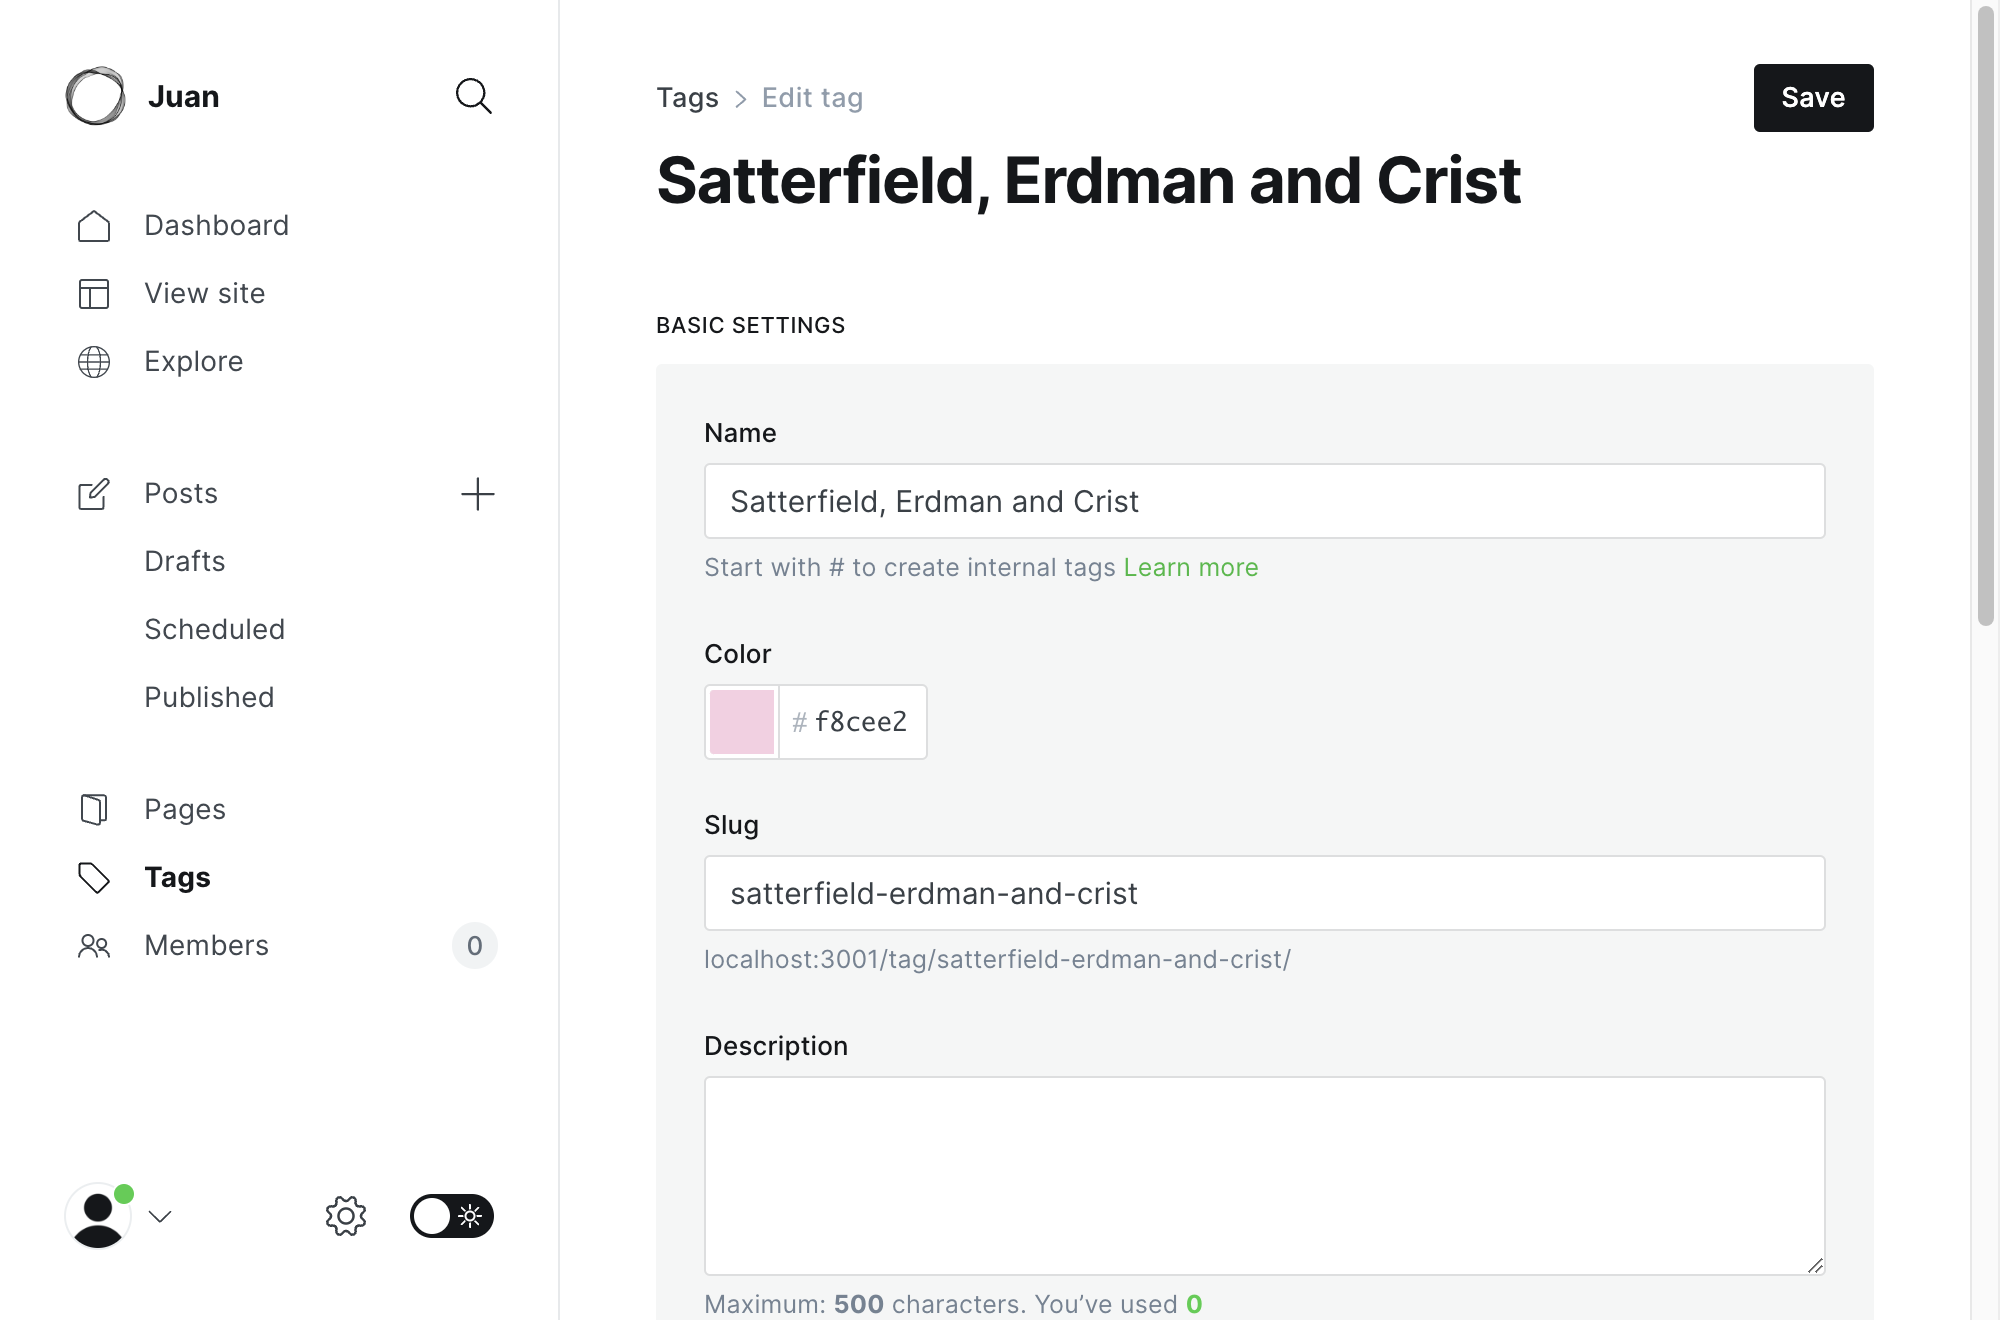 Juan
Dashboard
View site
Explore
Posts
Drafts
Scheduled
Published
Pages
Tags
Members
0
Tags > Edit tag
Save
Satterfield, Erdman and Crist
BASIC SETTINGS
Name
Satterfield, Erdman and Crist
Start with # to create internal tags Learn more
Color
# f8cee2
Slug
satterfield-erdman-and-crist
localhost:3001/tag/satterfield-erdman-and-crist/
Description
Maximum: 500 characters. You’ve used 0